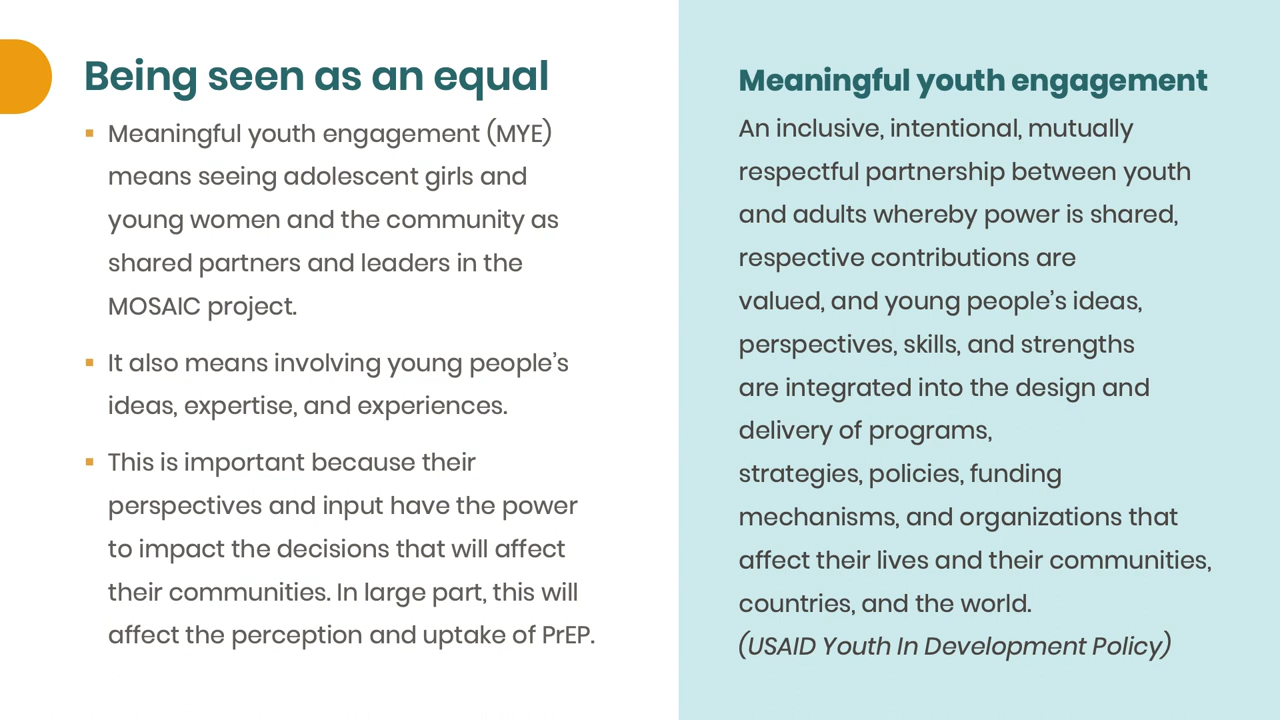 Being seen as an equal
▪ Meaningful youth engagement (MYE)
means seeing adolescent girls and
young women and the community as
shared partners and leaders in the
MOSAIC project.
▪ It also means involving young people’s
ideas, expertise, and experiences.
▪ This is important because their
perspectives and input have the power
to impact the decisions that will affect
their communities. In large part, this will
affect the perception and uptake of PrEP.
Meaningful youth engagement
An inclusive, intentional, mutually
respectful partnership between youth
and adults whereby power is shared,
respective contributions are
valued, and young people’s ideas,
perspectives, skills, and strengths
are integrated into the design and
delivery of programs,
strategies, policies, funding
mechanisms, and organizations that
affect their lives and their communities,
countries, and the world.
(USAID Youth In Development Policy)